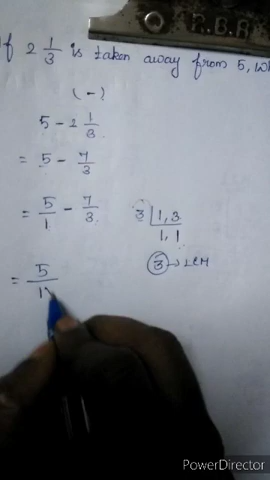 R.B.A
If 2 1/3 is taken away from 5,
(-)
5 - 2 1/3
= 5 - 7/3
= 5/1 - 7/3
3 | 1, 3
1, 1
3 → LCM
= 5/1
PowerDirector